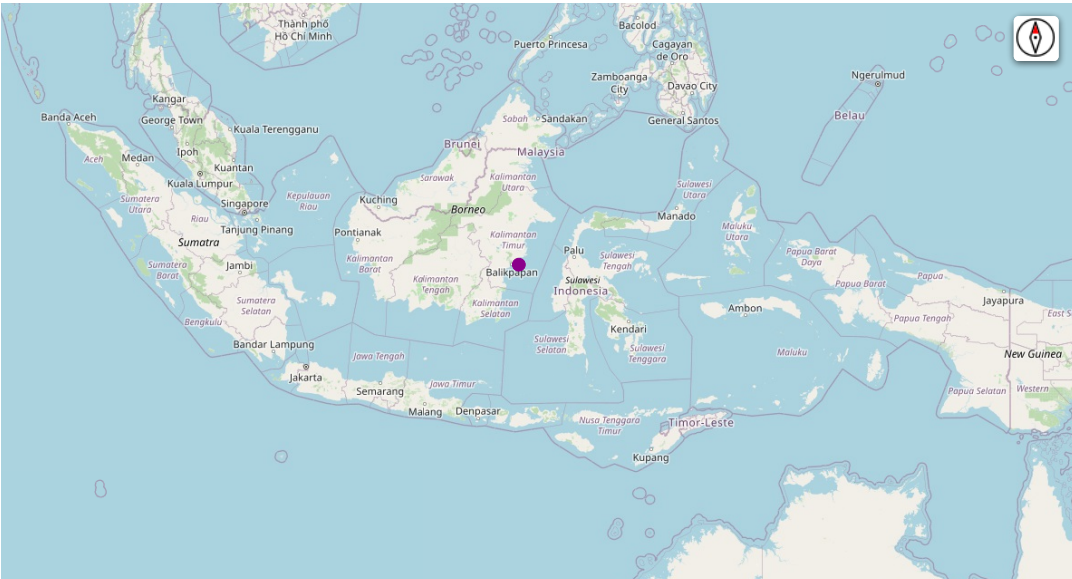 Thành phố
Hồ Chí Minh
Bacolod
Puerto Princesa
Cagayan
de Oro
Zamboanga
City
Davao City
Ngerulmud
Kangar
Banda Aceh
George Town
Kuala Terengganu
Sabah
Sandakan
General Santos
Belau
Brunei
Malaysia
Ipoh
Aceh
Medan
Kuantan
Kuala Lumpur
Sarawak
Kalimantan
Utara
Sulawesi
Utara
Sumatera
Utara
Riau
Singapore
Kepulauan
Riau
Kuching
Borneo
Manado
Tanjung Pinang
Pontianak
Maluku
Utara
Sumatra
Kalimantan
Timur
Palu
Sulawesi
Tengah
Papua Barat
Daya
Sumatera
Barat
Jambi
Kalimantan
Barat
Balikpapan
Kalimantan
Tengah
Sulawesi
Indonesia
Papua Barat
Papua
Jayapura
Sumatera
Selatan
Kalimantan
Selatan
Ambon
East S
Bengkulu
Kendari
Papua Tengah
Bandar Lampung
Sulawesi
Selatan
Sulawesi
Tenggara
Maluku
New Guinea
Jawa Tengah
Jakarta
Semarang
Jawa Timur
Papua Selatan
Western
Malang
Denpasar
Nusa Tenggara
Timur
Timor-Leste
Kupang